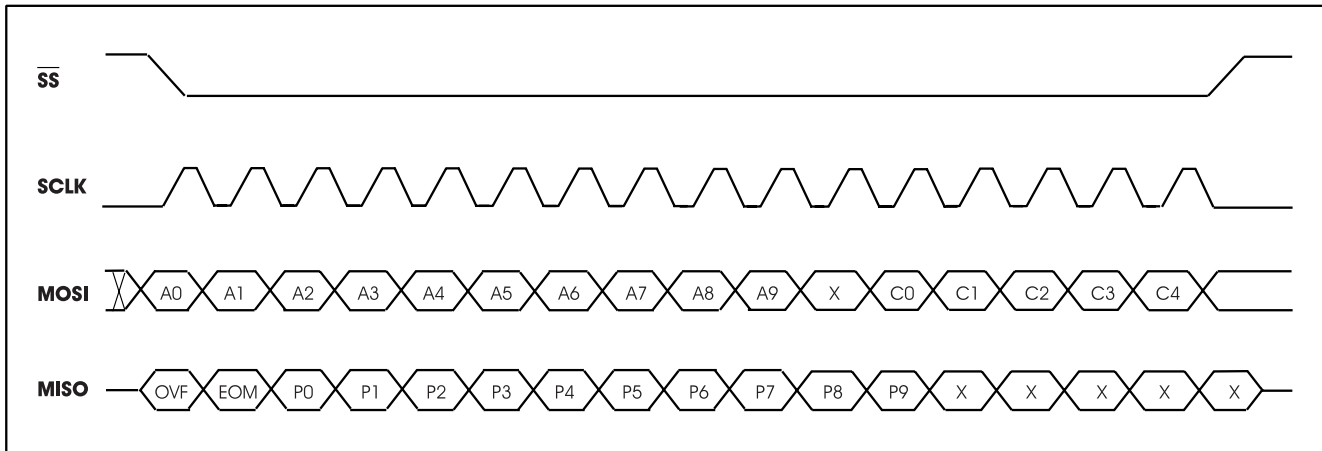 SS
SCLK
MOSI A0 A1 A2 A3 A4 A5 A6 A7 A8 A9 X C0 C1 C2 C3 C4
MISO OVF EOM P0 P1 P2 P3 P4 P5 P6 P7 P8 P9 X X X X X